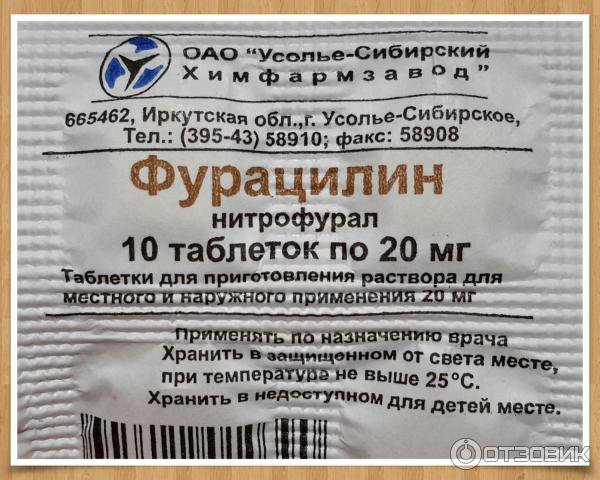 ОАО "Усолье-Сибирский
Химфармзавод"
665462, Иркутская обл.,г. Усолье-Сибирское,
Тел.: (395-43) 58910; факс: 58908
Фурацилин
нитрофурал
10 таблеток по 20 мг
Таблетки для приготовления раствора для
местного и наружного применения 20 мг
Применять по назначению врача
Хранить в защищенном от света месте,
при температуре не выше 25°С.
Хранить в недоступном для детей месте.
ОТЗОВИК